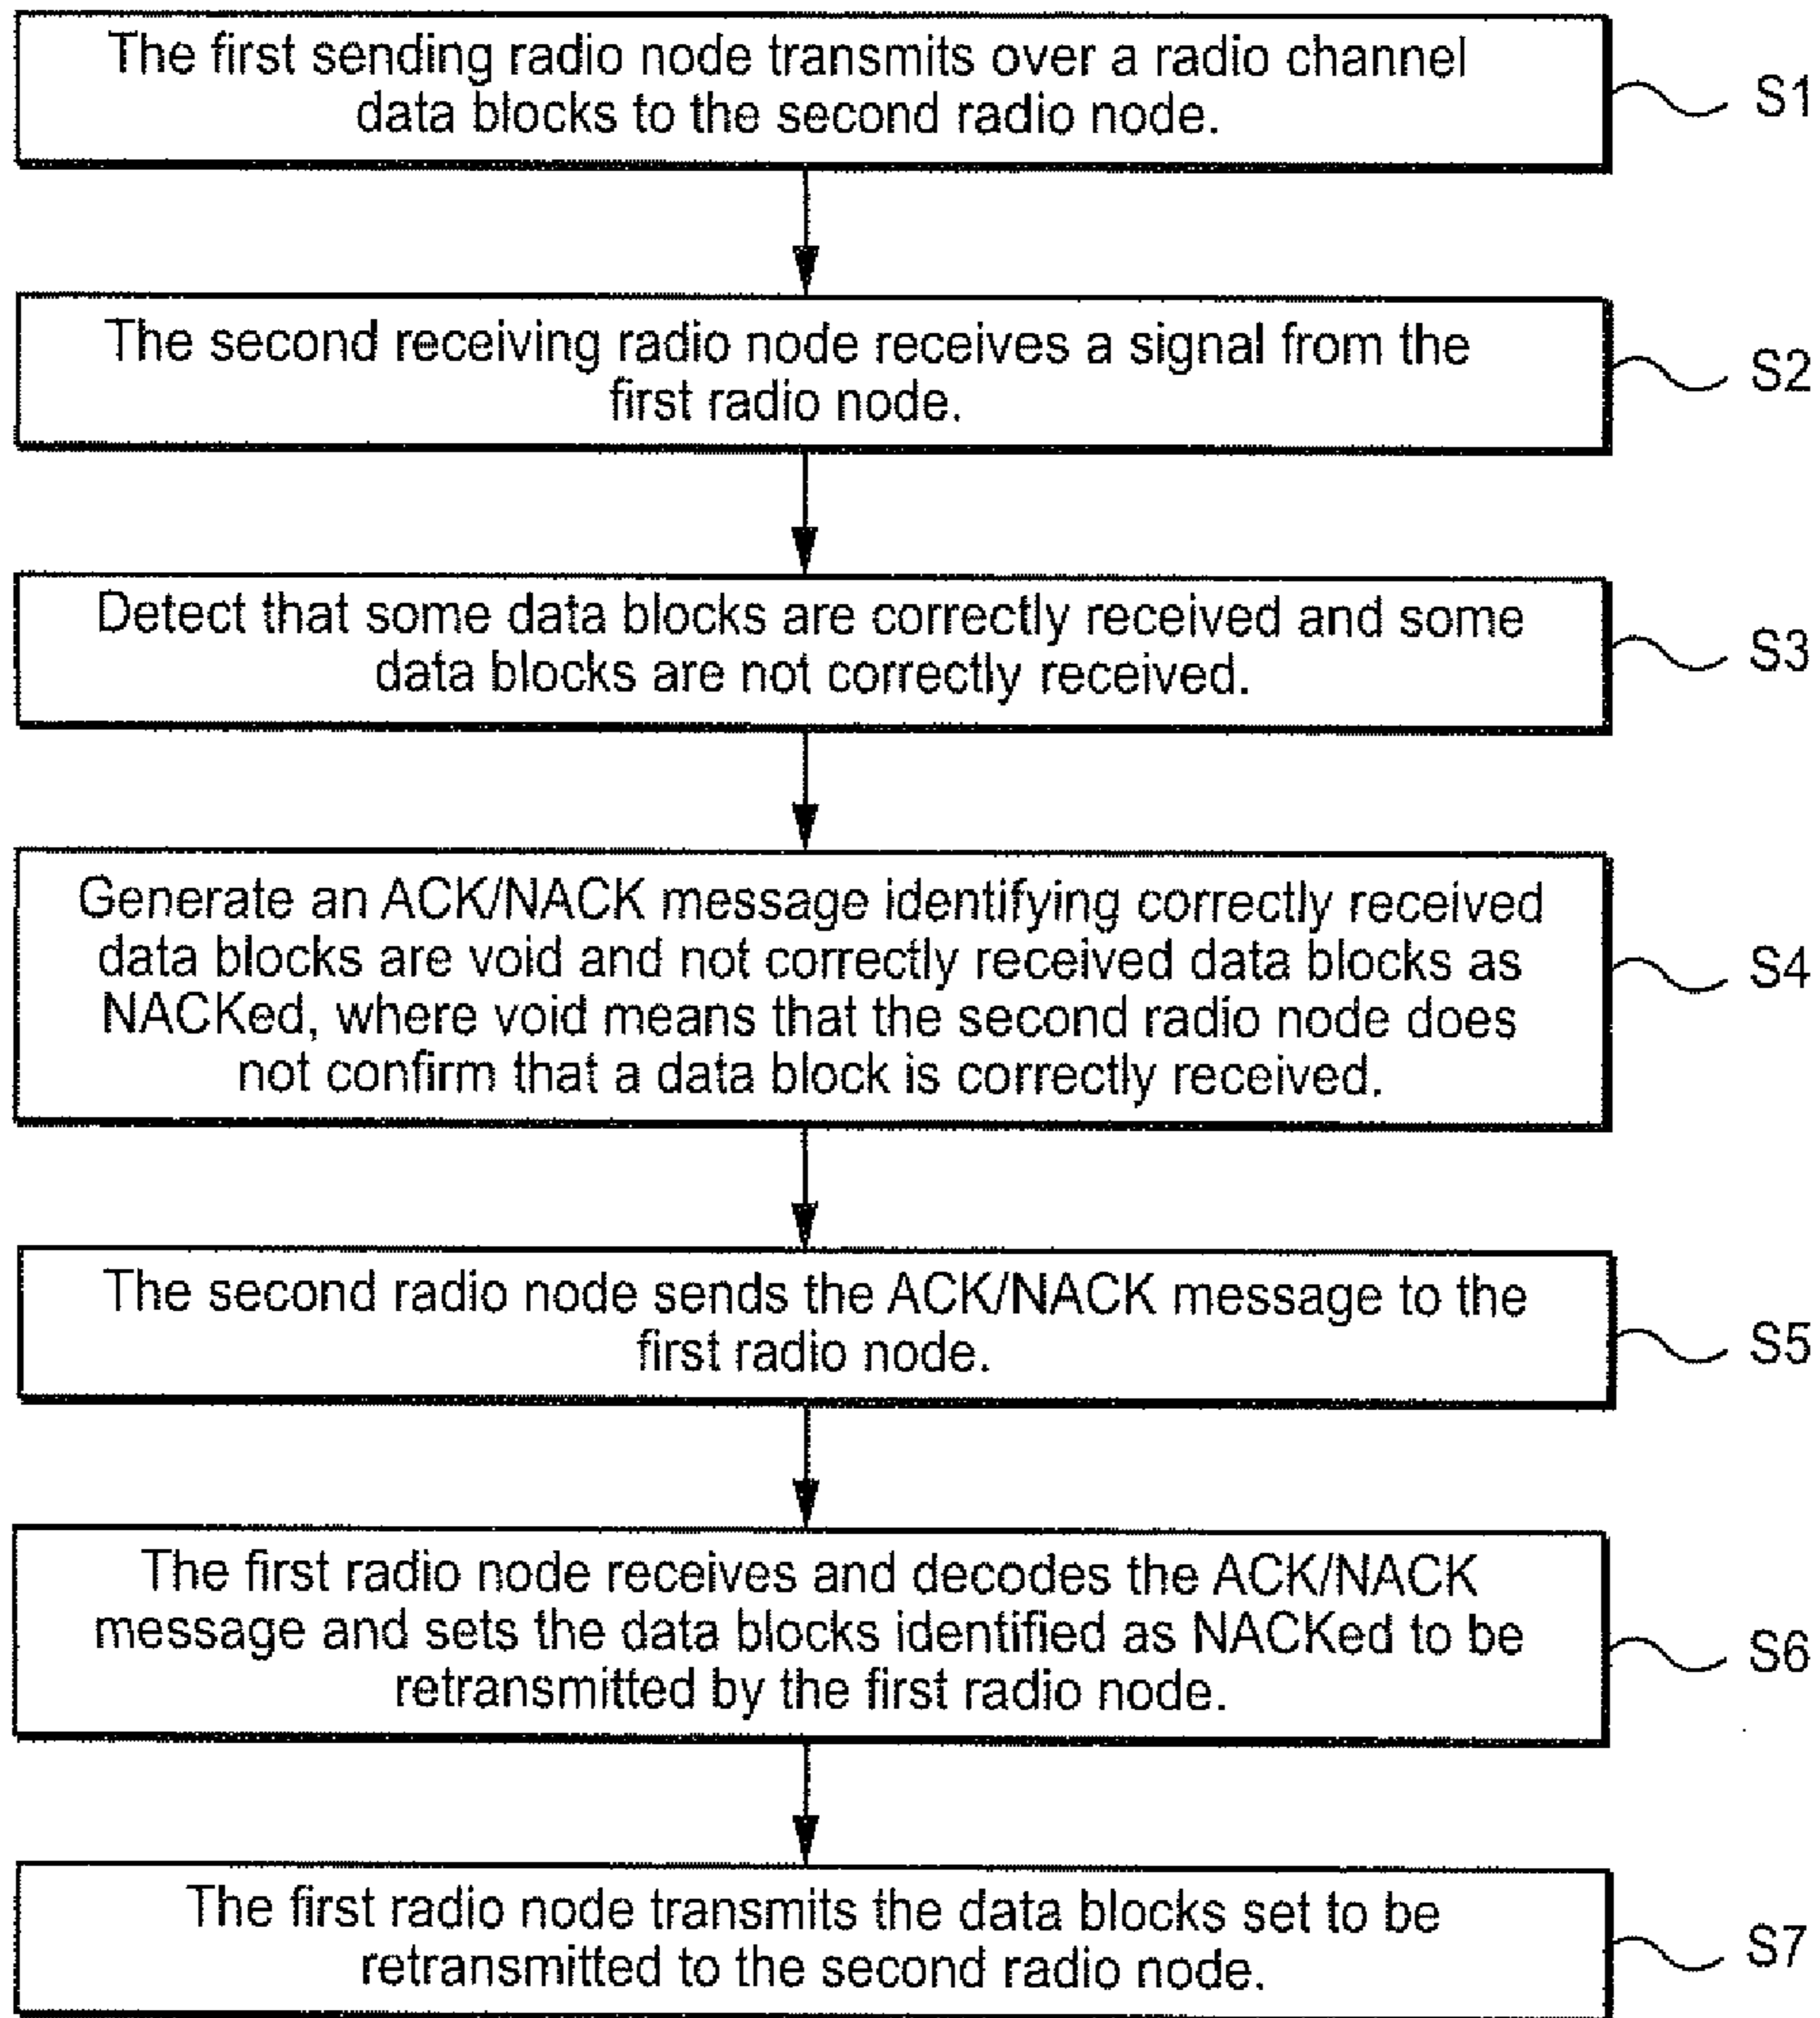 The first sending radio node transmits over a radio channel
data blocks to the second radio node.
S1
The second receiving radio node receives a signal from the
first radio node.
S2
Detect that some data blocks are correctly received and some
data blocks are not correctly received.
S3
Generate an ACK/NACK message identifying correctly received
data blocks are void and not correctly received data blocks as
NACKed, where void means that the second radio node does
not confirm that a data block is correctly received.
S4
The second radio node sends the ACK/NACK message to the
first radio node.
S5
The first radio node receives and decodes the ACK/NACK
message and sets the data blocks identified as NACKed to be
retransmitted by the first radio node.
S6
The first radio node transmits the data blocks set to be
retransmitted to the second radio node.
S7